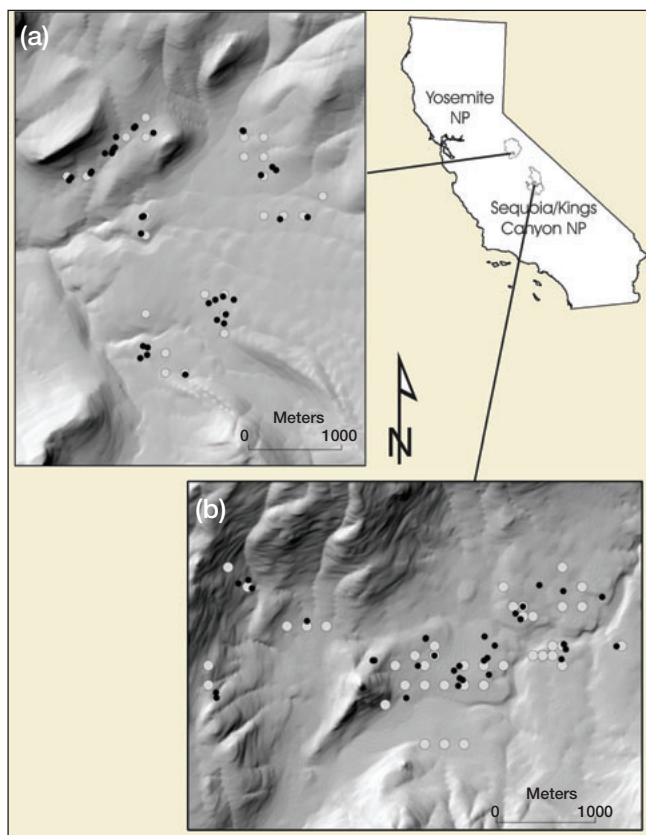 (a)
Yosemite
NP
Sequoia/Kings
Canyon NP
Meters
0 1000
N
(b)
Meters
0 1000